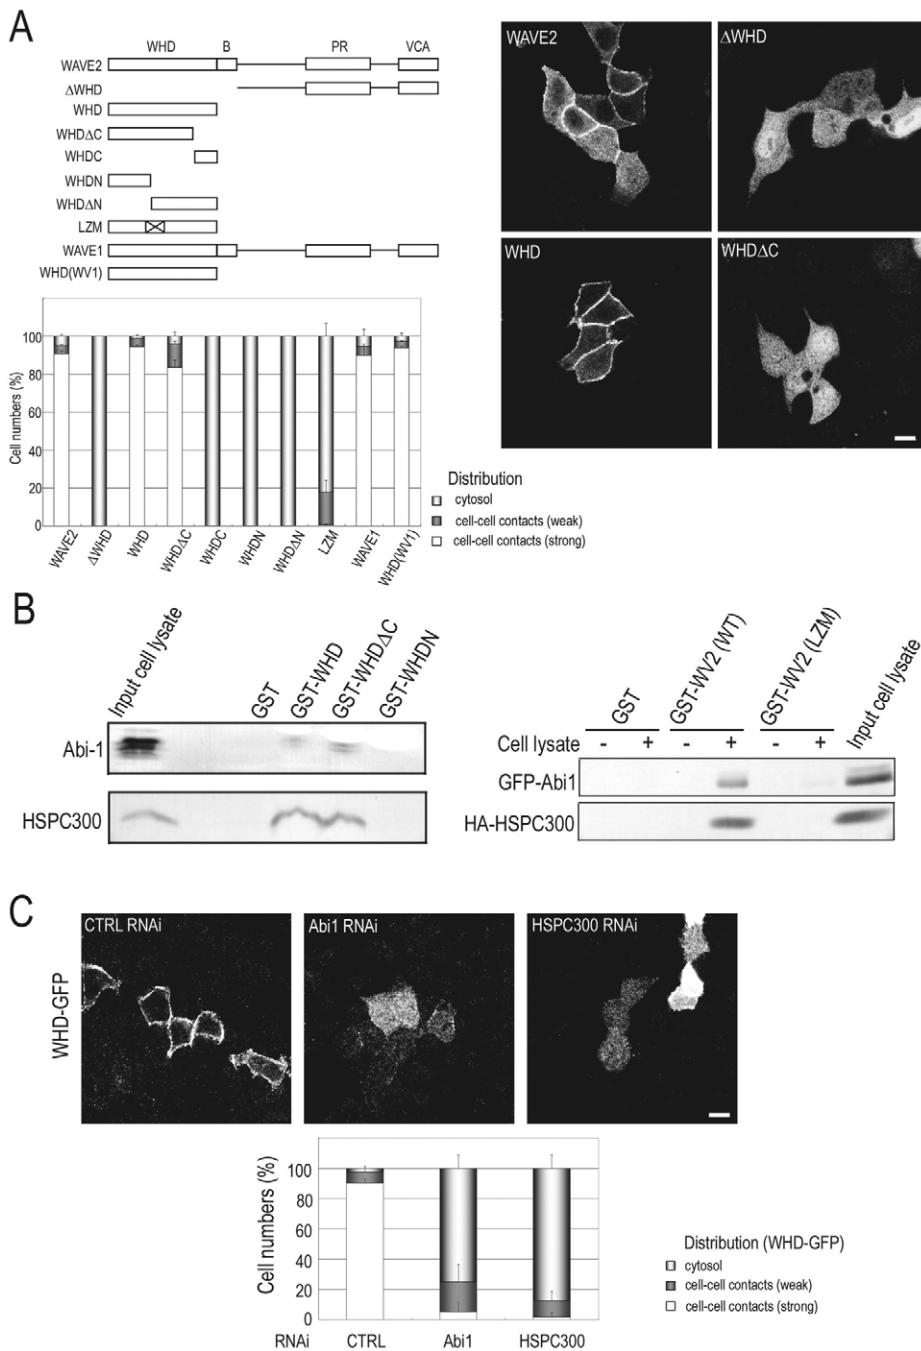 A
WHD B PR VCA
WAVE2
ΔWHD
WHD
WHDΔC
WHDC
WHDN
WHDΔN
LZM
WAVE1
WHD(WV1)
WAVE2
ΔWHD
WHD
WHDΔC
Cell numbers (%)
100
80
60
40
20
0
WAVE2 ΔWHD WHD WHDΔC WHDC WHDN WHDΔN LZM WAVE1 WHD(WV1)
Distribution
cytosol
cell-cell contacts (weak)
cell-cell contacts (strong)
B
Input cell lysate GST GST-WHD GST-WHDΔC GST-WHDN
Abi-1
HSPC300
GST GST-WV2 (WT) GST-WV2 (LZM) Input cell lysate
Cell lysate - + - + - +
GFP-Abi1
HA-HSPC300
C
CTRL RNAi
Abi1 RNAi
HSPC300 RNAi
WHD-GFP
Cell numbers (%)
100
80
60
40
20
0
RNAi CTRL Abi1 HSPC300
Distribution (WHD-GFP)
cytosol
cell-cell contacts (weak)
cell-cell contacts (strong)